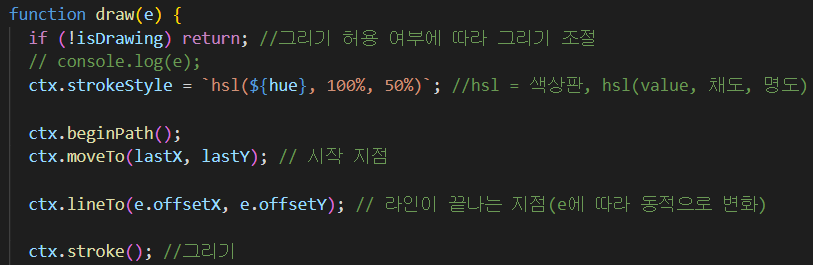 function draw(e) {
if (!isDrawing) return; //그리기 허용 여부에 따라 그리기 조절
// console.log(e);
ctx.strokeStyle = `hsl(${hue}, 100%, 50%)`; //hsl = 색상판, hsl(value, 채도, 명도)
ctx.beginPath();
ctx.moveTo(lastX, lastY); // 시작 지점
ctx.lineTo(e.offsetX, e.offsetY); // 라인이 끝나는 지점(e에 따라 동적으로 변화)
ctx.stroke(); //그리기